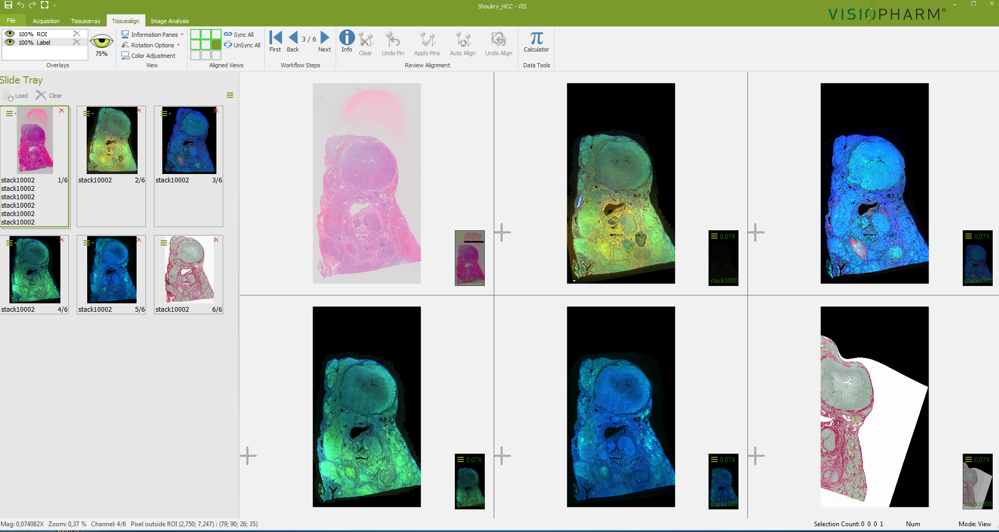 Shoukry_HCC - VIS
VISIOPHARM®
File
Acquisition
Tissuearray
Tissuealign
Image Analysis
100% ROI
100% Label
75%
Overlays
Information Panes
Rotation Options
Color Adjustment
View
Sync All
UnSync All
Aligned Views
3 / 6
First
Back
Next
Workflow Steps
Info
Clear
Undo Pin
Apply Pins
Auto Align
Undo Align
Review Alignment
π
Calculator
Data Tools
Slide Tray
Load
Clear
stack10002 1/6
stack10002
stack10002
stack10002
stack10002
stack10002
stack10002 2/6
stack10002 3/6
stack10002 4/6
stack10002 5/6
stack10002 6/6
0,07X
stack1000
0,07X
stack1000
0,07X
stack1000
0,07X
stack1000
0,07X
stack1000
0,07X
stack1000
Mag: 0,074082X Zoom: 0,37 % Channel: 4/6 Pixel outside ROI (2,750; 7,247) : (79; 90; 26; 35)
Selection Count: 0 0 0 1
Num
Mode: View